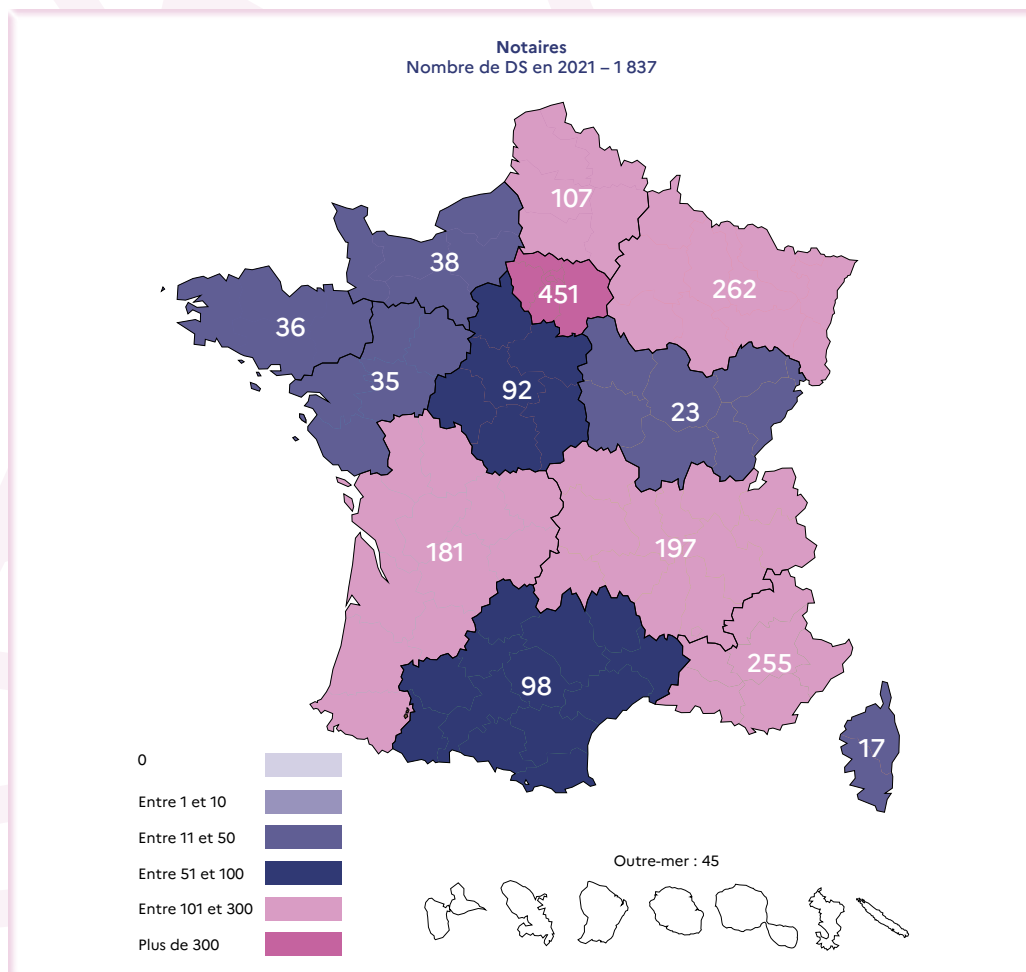 Notaires
Nombre de DS en 2021 – 1 837
107
38
451
262
36
35
92
23
181
197
255
98
17
0
Entre 1 et 10
Entre 11 et 50
Entre 51 et 100
Entre 101 et 300
Plus de 300
Outre-mer : 45